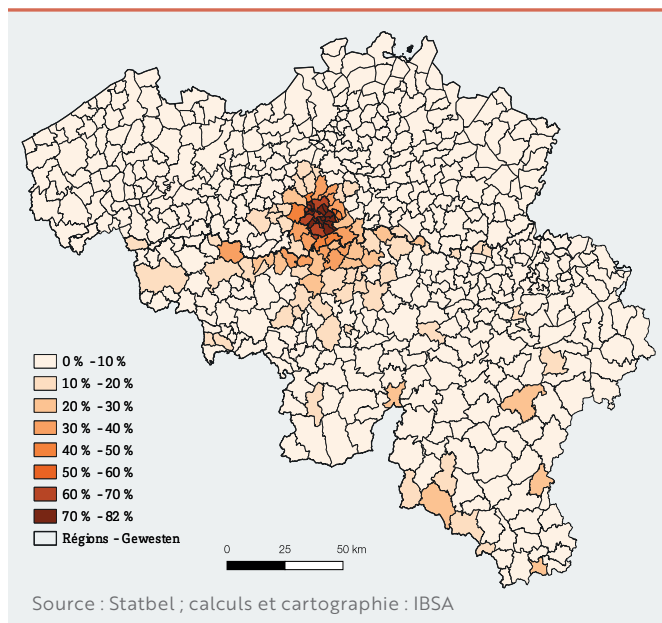 0 % - 10 %
10 % - 20 %
20 % - 30 %
30 % - 40 %
40 % - 50 %
50 % - 60 %
60 % - 70 %
70 % - 82 %
Régions - Gewesten
0 25 50 km
Source : Statbel ; calculs et cartographie : IBSA